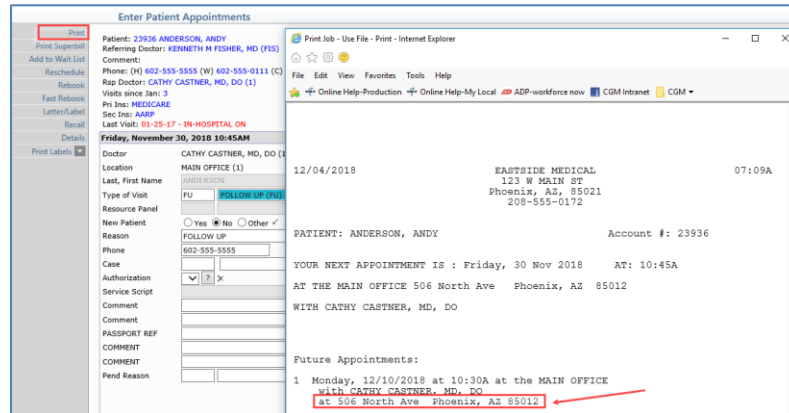 Enter Patient Appointments
Print
Print Superbill
Add to Wait List
Reschedule
Rebook
Fast Rebook
Letter/Label
Recall
Details
Print Labels
Patient: 23936 ANDERSON, ANDY
Referring Doctor: KENNETH M FISHER, MD (FIS)
Comment:
Phone: (H) 602-555-5555 (W) 602-555-0111 (C)
Rsp Doctor: CATHY CASTNER, MD, DO (1)
Visits since Jan: 3
Pri Ins: MEDICARE
Sec Ins: AARP
Last Visit: 01-25-17 - IN-HOSPITAL ON
Friday, November 30, 2018 10:45AM
Doctor CATHY CASTNER, MD, DO (1
Location MAIN OFFICE (1)
Last, First Name ANDERSON
Type of Visit FU FOLLOW UP (FU)
Resource Panel
New Patient Yes No Other
Reason FOLLOW UP
Phone 602-555-5555
Case
Authorization ? X
Service Script
Comment
Comment
PASSPORT REF
COMMENT
COMMENT
Pend Reason
Print Job - Use File - Print - Internet Explorer
File Edit View Favorites Tools Help
Online Help-Production Online Help-My Local ADP-workforce now CGM Intranet CGM
12/04/2018 EASTSIDE MEDICAL 07:09A
123 W MAIN ST
Phoenix, AZ, 85021
208-555-0172
PATIENT: ANDERSON, ANDY Account #: 23936
YOUR NEXT APPOINTMENT IS : Friday, 30 Nov 2018 AT: 10:45A
AT THE MAIN OFFICE 506 North Ave Phoenix, AZ 85012
WITH CATHY CASTNER, MD, DO
Future Appointments:
1 Monday, 12/10/2018 at 10:30A at the MAIN OFFICE
with CATHY CASTNER, MD, DO
at 506 North Ave Phoenix, AZ 85012